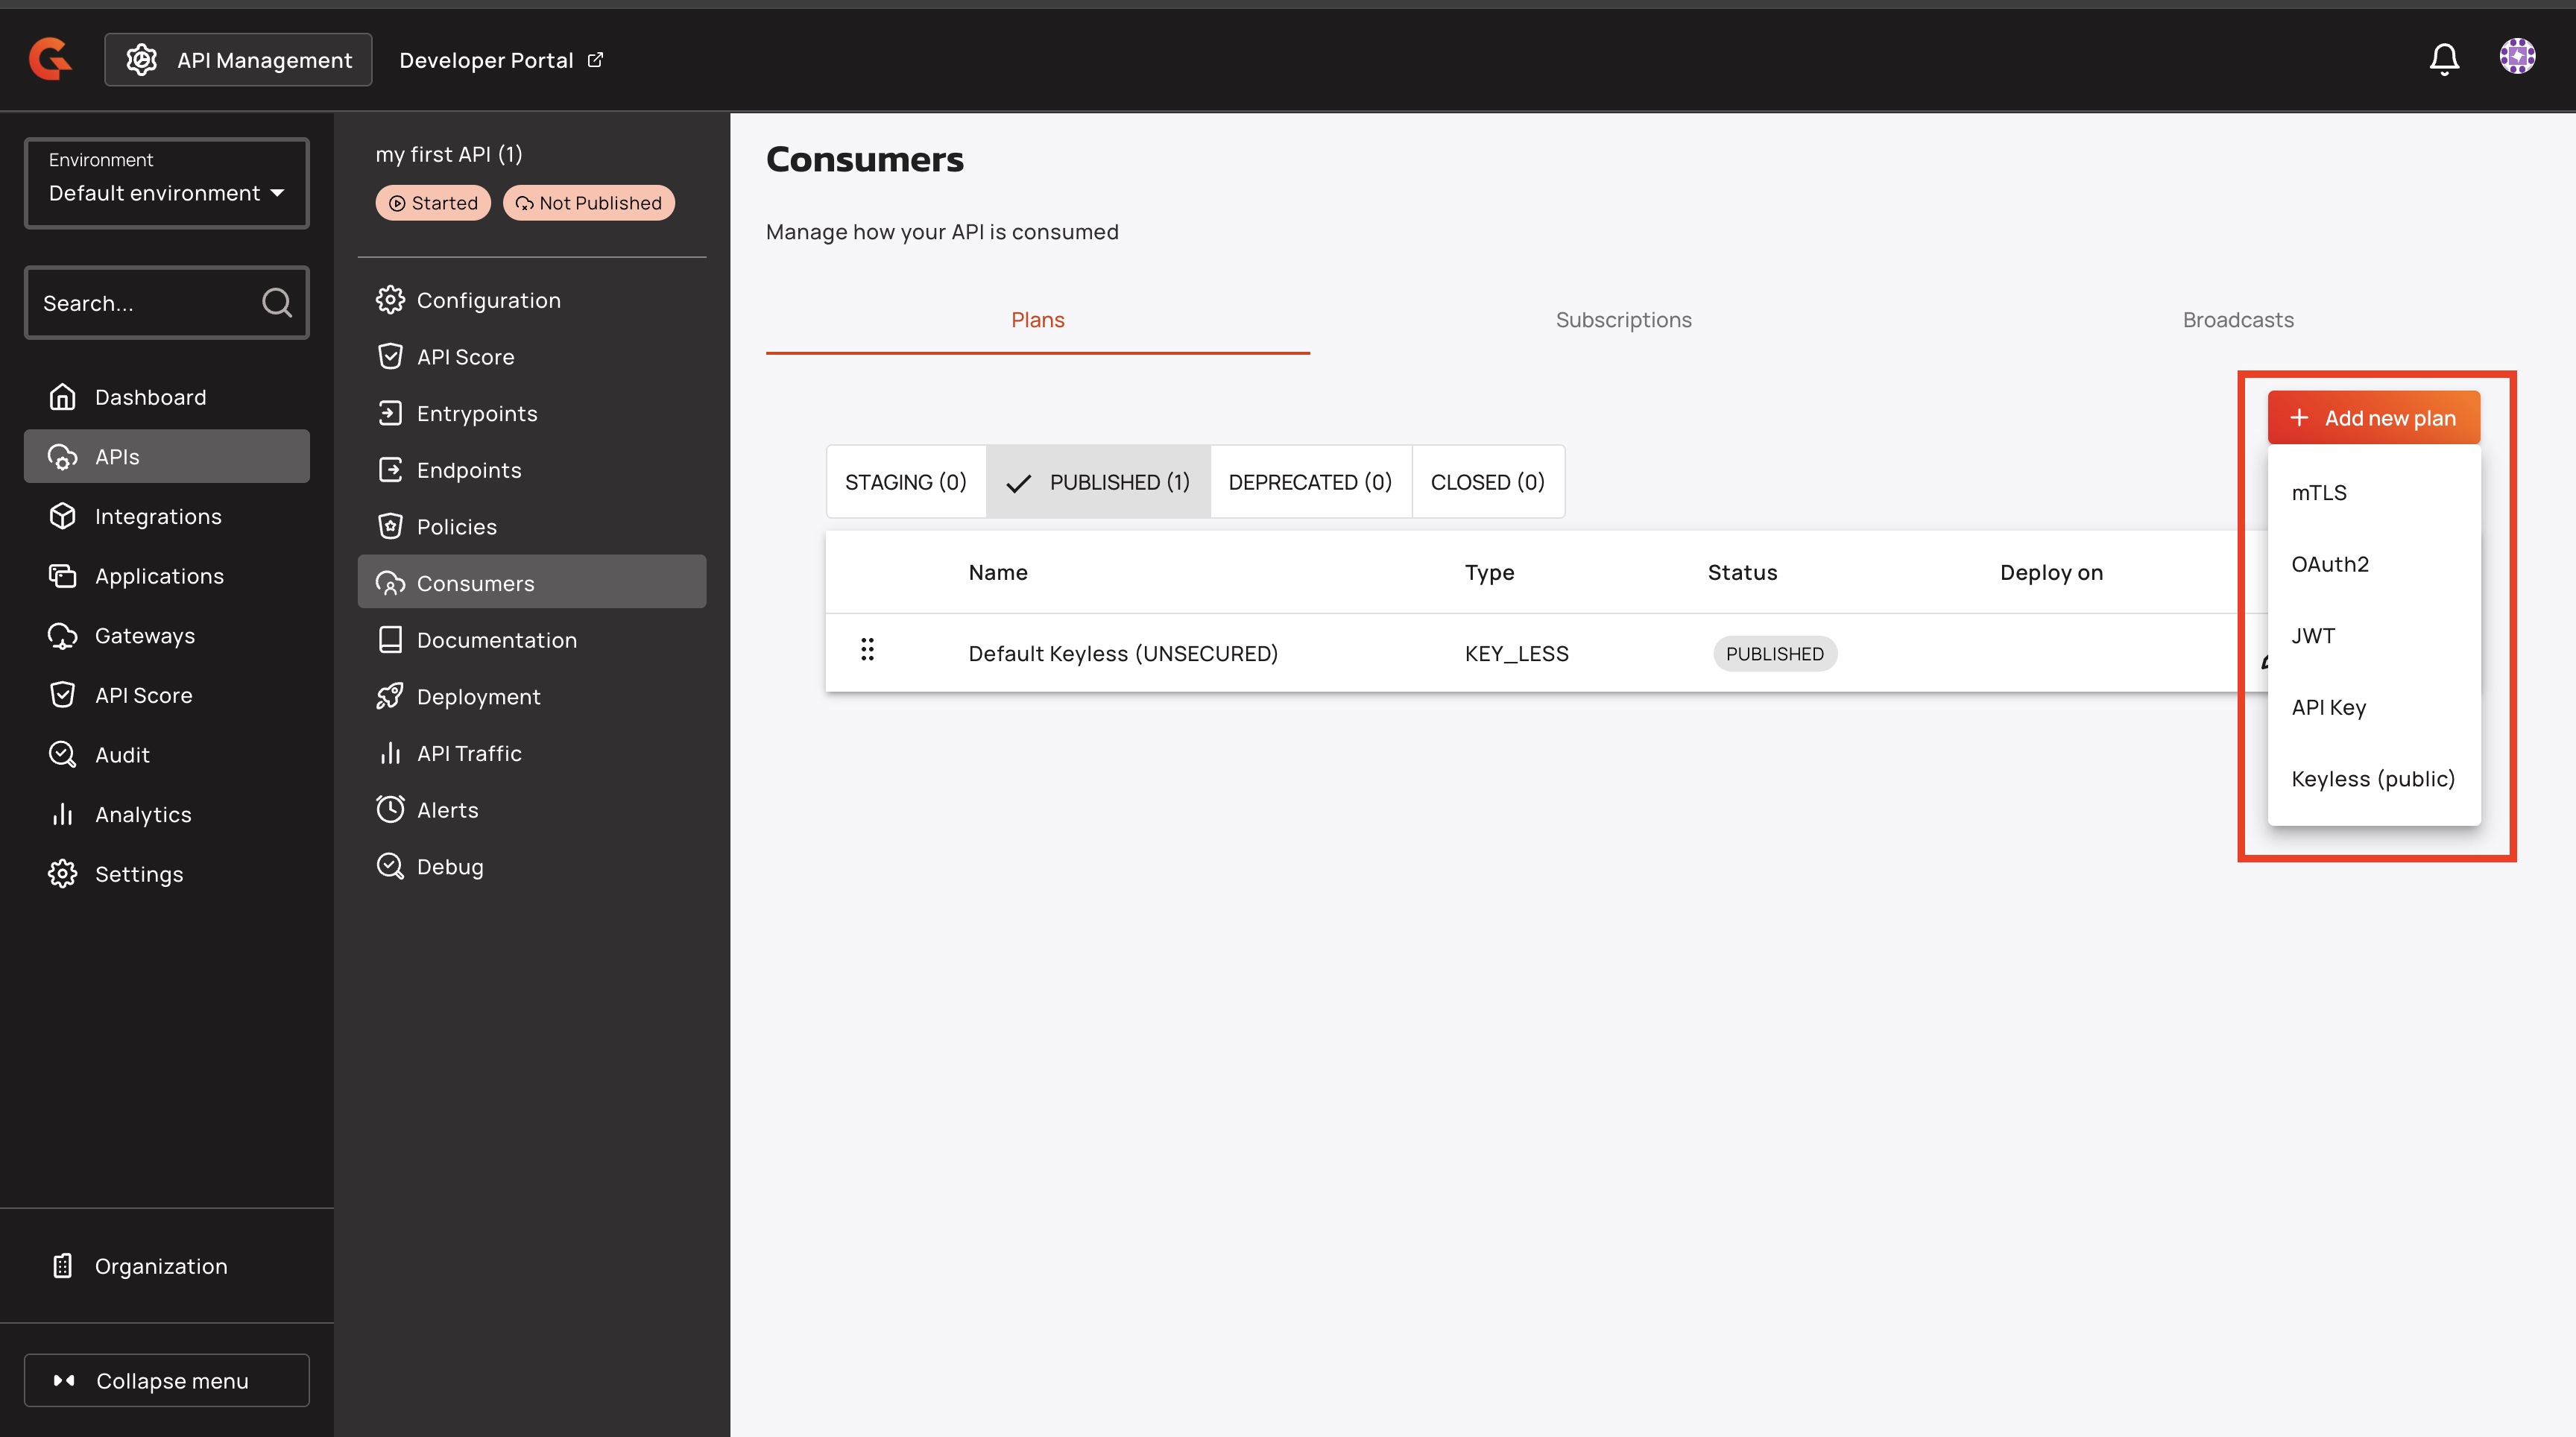 API Management
Developer Portal
Environment
Default environment
Search...
Dashboard
APIs
Integrations
Applications
Gateways
API Score
Audit
Analytics
Settings
Organization
Collapse menu
my first API (1)
Started
Not Published
Configuration
API Score
Entrypoints
Endpoints
Policies
Consumers
Documentation
Deployment
API Traffic
Alerts
Debug
Consumers
Manage how your API is consumed
Plans Subscriptions Broadcasts
Add new plan
mTLS
OAuth2
JWT
API Key
Keyless (public)
STAGING (0) PUBLISHED (1) DEPRECATED (0) CLOSED (0)
Name Type Status Deploy on
Default Keyless (UNSECURED) KEY_LESS PUBLISHED